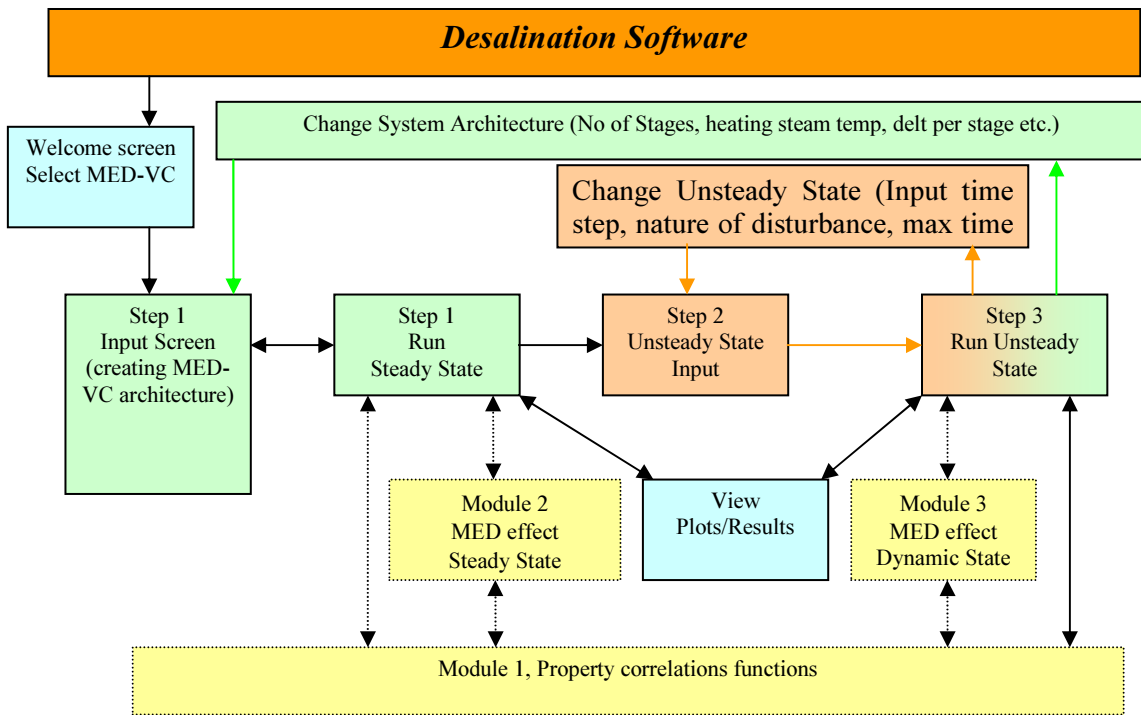 Desalination Software
Change System Architecture (No of Stages, heating steam temp, delt per stage etc.)
Welcome screen
Select MED-VC
Change Unsteady State (Input time
step, nature of disturbance, max time
Step 1
Input Screen
(creating MED-
VC architecture)
Step 1
Run
Steady State
Step 2
Unsteady State
Input
Step 3
Run Unsteady
State
Module 2
MED effect
Steady State
View
Plots/Results
Module 3
MED effect
Dynamic State
Module 1, Property correlations functions